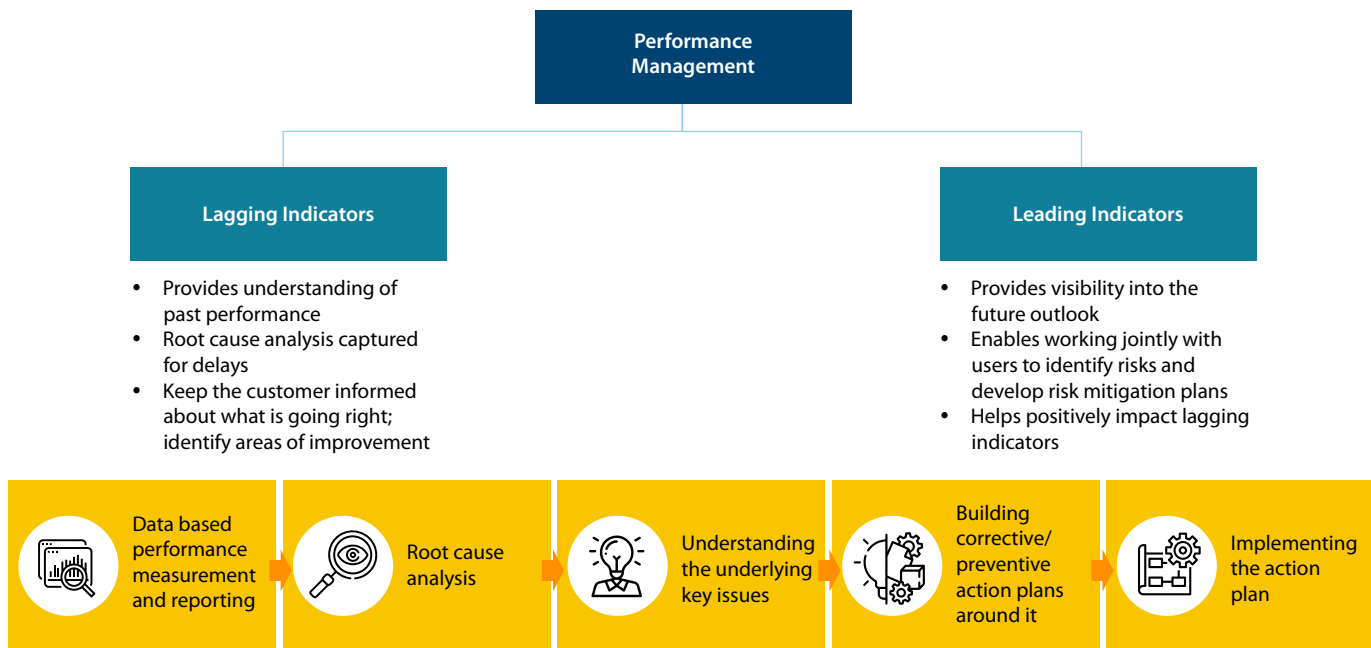 Performance
Management
Lagging Indicators
Leading Indicators
• Provides understanding of
past performance
• Root cause analysis captured
for delays
• Keep the customer informed
about what is going right;
identify areas of improvement
• Provides visibility into the
future outlook
• Enables working jointly with
users to identify risks and
develop risk mitigation plans
• Helps positively impact lagging
indicators
Data based
performance
measurement
and reporting
Root cause
analysis
Understanding
the underlying
key issues
Building
corrective/
preventive
action plans
around it
Implementing
the action
plan